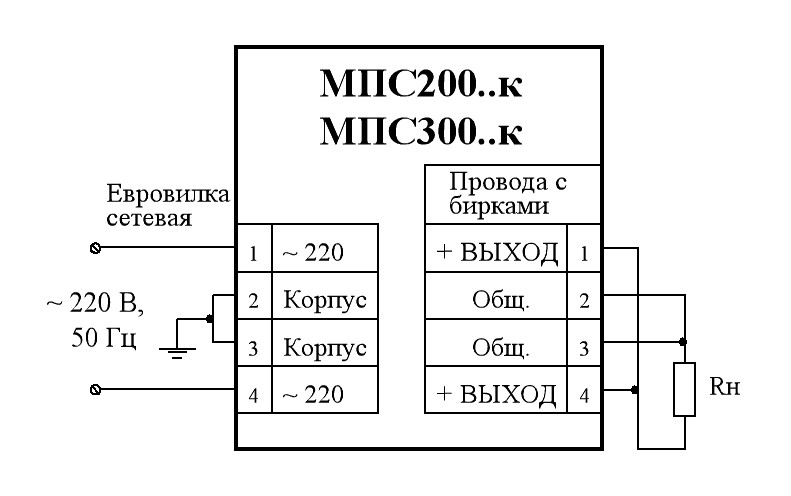 МПС200..к
МПС300..к
Евровилка
сетевая
~ 220 В,
50 Гц
1 ~ 220
2 Корпус
3 Корпус
4 ~ 220
Провода с
бирками
+ ВЫХОД 1
Общ. 2
Общ. 3
+ ВЫХОД 4
Rн